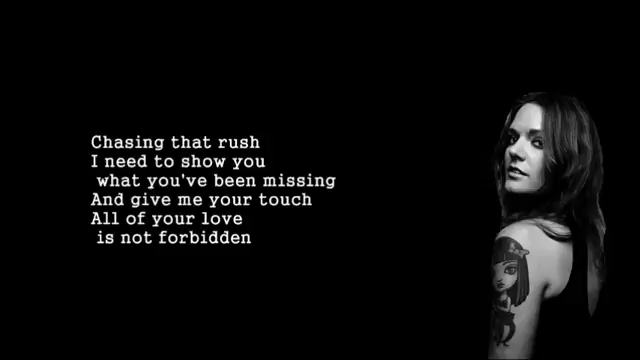 Chasing that rush
I need to show you
what you've been missing
And give me your touch
All of your love
is not forbidden